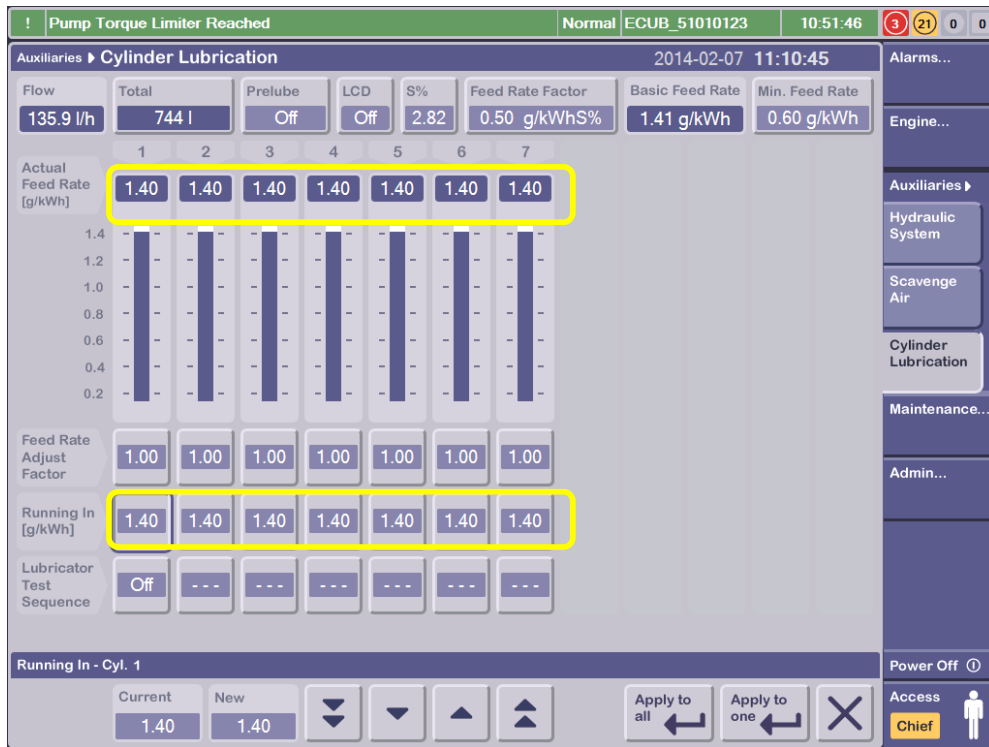 ! Pump Torque Limiter Reached Normal ECUB_51010123 10:51:46 3 21 0 0
Auxiliaries Cylinder Lubrication 2014-02-07 11:10:45
Alarms...
Flow Total Prelube LCD S% Feed Rate Factor Basic Feed Rate Min. Feed Rate
135.9 l/h 744 l Off Off 2.82 0.50 g/kWhS% 1.41 g/kWh 0.60 g/kWh
Engine...
1 2 3 4 5 6 7
Actual
Feed Rate
[g/kWh]
1.40 1.40 1.40 1.40 1.40 1.40 1.40
Auxiliaries
Hydraulic
System
1.4
1.2
1.0
0.8
0.6
0.4
0.2
Scavenge
Air
Cylinder
Lubrication
Maintenance...
Feed Rate
Adjust
Factor
1.00 1.00 1.00 1.00 1.00 1.00 1.00
Admin...
Running In
[g/kWh]
1.40 1.40 1.40 1.40 1.40 1.40 1.40
Lubricator
Test
Sequence
Off --- --- --- --- --- ---
Running In - Cyl. 1
Power Off
Current New
1.40 1.40
Apply to
all
Apply to
one
Access
Chief